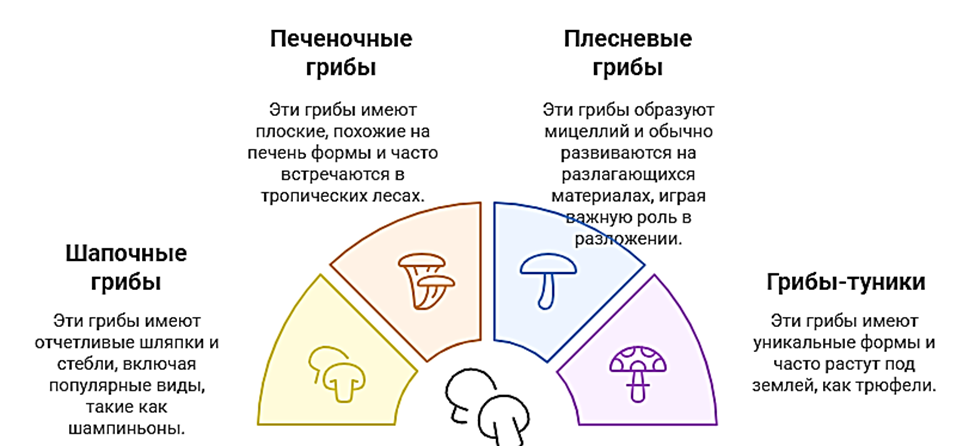 Печеночные
грибы
Эти грибы имеют
плоские, похожие на
печень формы и часто
встречаются в
тропических лесах.
Плесневые
грибы
Эти грибы образуют
мицеллий и обычно
развиваются на
разлагающихся
материалах, играя
важную роль в
разложении.
Шапочные
грибы
Эти грибы имеют
отчетливые шляпки и
стебли, включая
популярные виды,
такие как
шампиньоны.
Грибы-туники
Эти грибы имеют
уникальные формы и
часто растут под
землей, как трюфели.